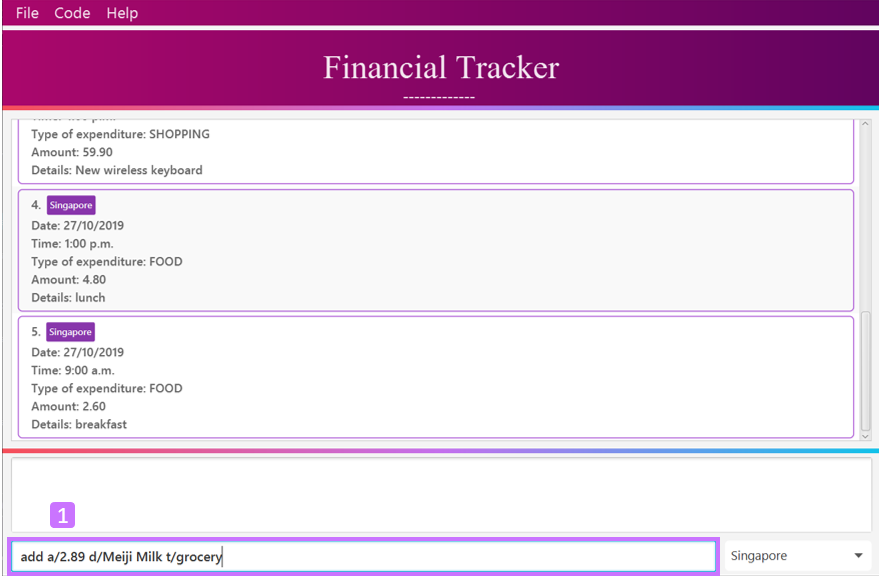 File Code Help
Financial Tracker
-------------
Type of expenditure: SHOPPING
Amount: 59.90
Details: New wireless keyboard
4. Singapore
Date: 27/10/2019
Time: 1:00 p.m.
Type of expenditure: FOOD
Amount: 4.80
Details: lunch
5. Singapore
Date: 27/10/2019
Time: 9:00 a.m.
Type of expenditure: FOOD
Amount: 2.60
Details: breakfast
1
add a/2.89 d/Meiji Milk t/grocery
Singapore